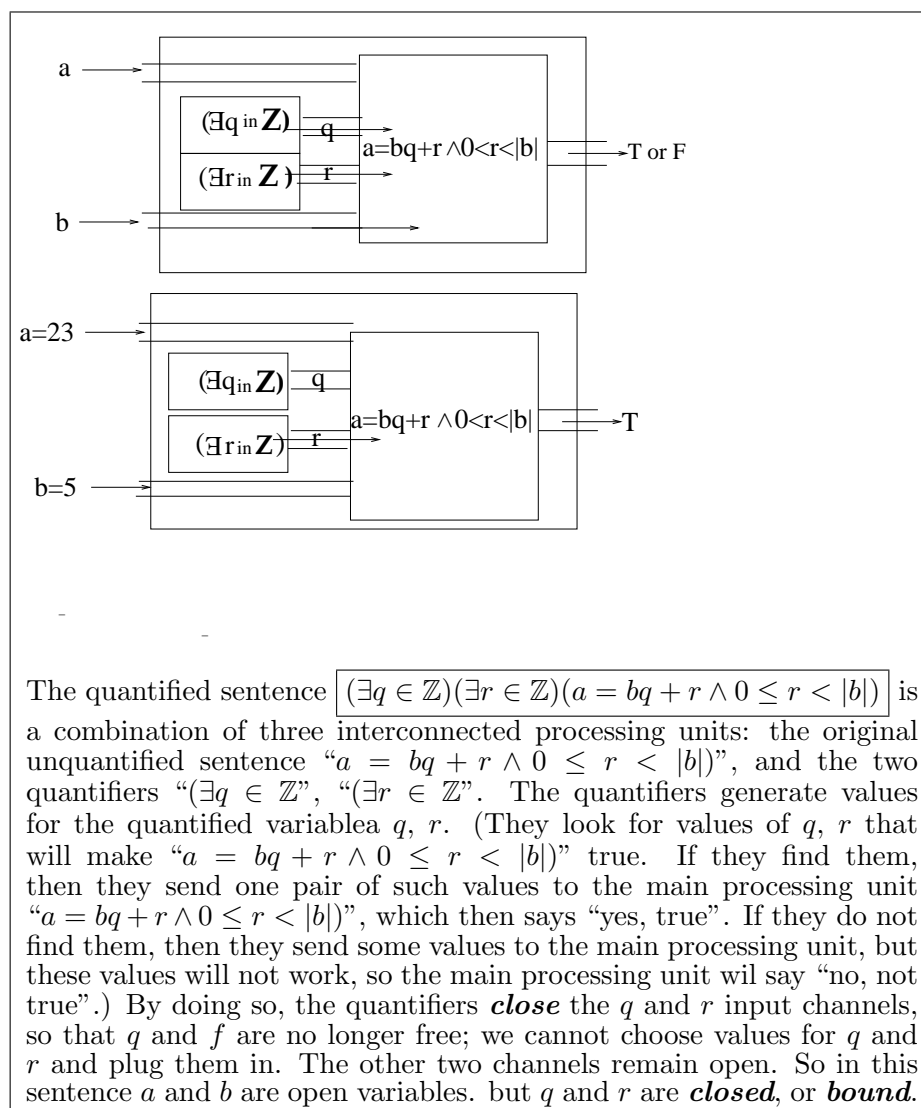 a
(∃q in Z)
q
a=bq+r ∧0<r<|b|
T or F
(∃r in Z)
r
b
a=23
(∃q in Z)
q
a=bq+r ∧0<r<|b|
T
(∃r in Z)
r
b=5
The quantified sentence (∃q ∈ ℤ)(∃r ∈ ℤ)(a = bq + r ∧ 0 ≤ r < |b|) is
a combination of three interconnected processing units: the original
unquantified sentence “a = bq + r ∧ 0 ≤ r < |b|)”, and the two
quantifiers “(∃q ∈ ℤ”, “(∃r ∈ ℤ”. The quantifiers generate values
for the quantified variablea q, r. (They look for values of q, r that
will make “a = bq + r ∧ 0 ≤ r < |b|)” true. If they find them,
then they send one pair of such values to the main processing unit
“a = bq + r ∧ 0 ≤ r < |b|)”, which then says “yes, true”. If they do not
find them, then they send some values to the main processing unit, but
these values will not work, so the main processing unit wil say “no, not
true”.) By doing so, the quantifiers close the q and r input channels,
so that q and f are no longer free; we cannot choose values for q and
r and plug them in. The other two channels remain open. So in this
sentence a and b are open variables. but q and r are closed, or bound.